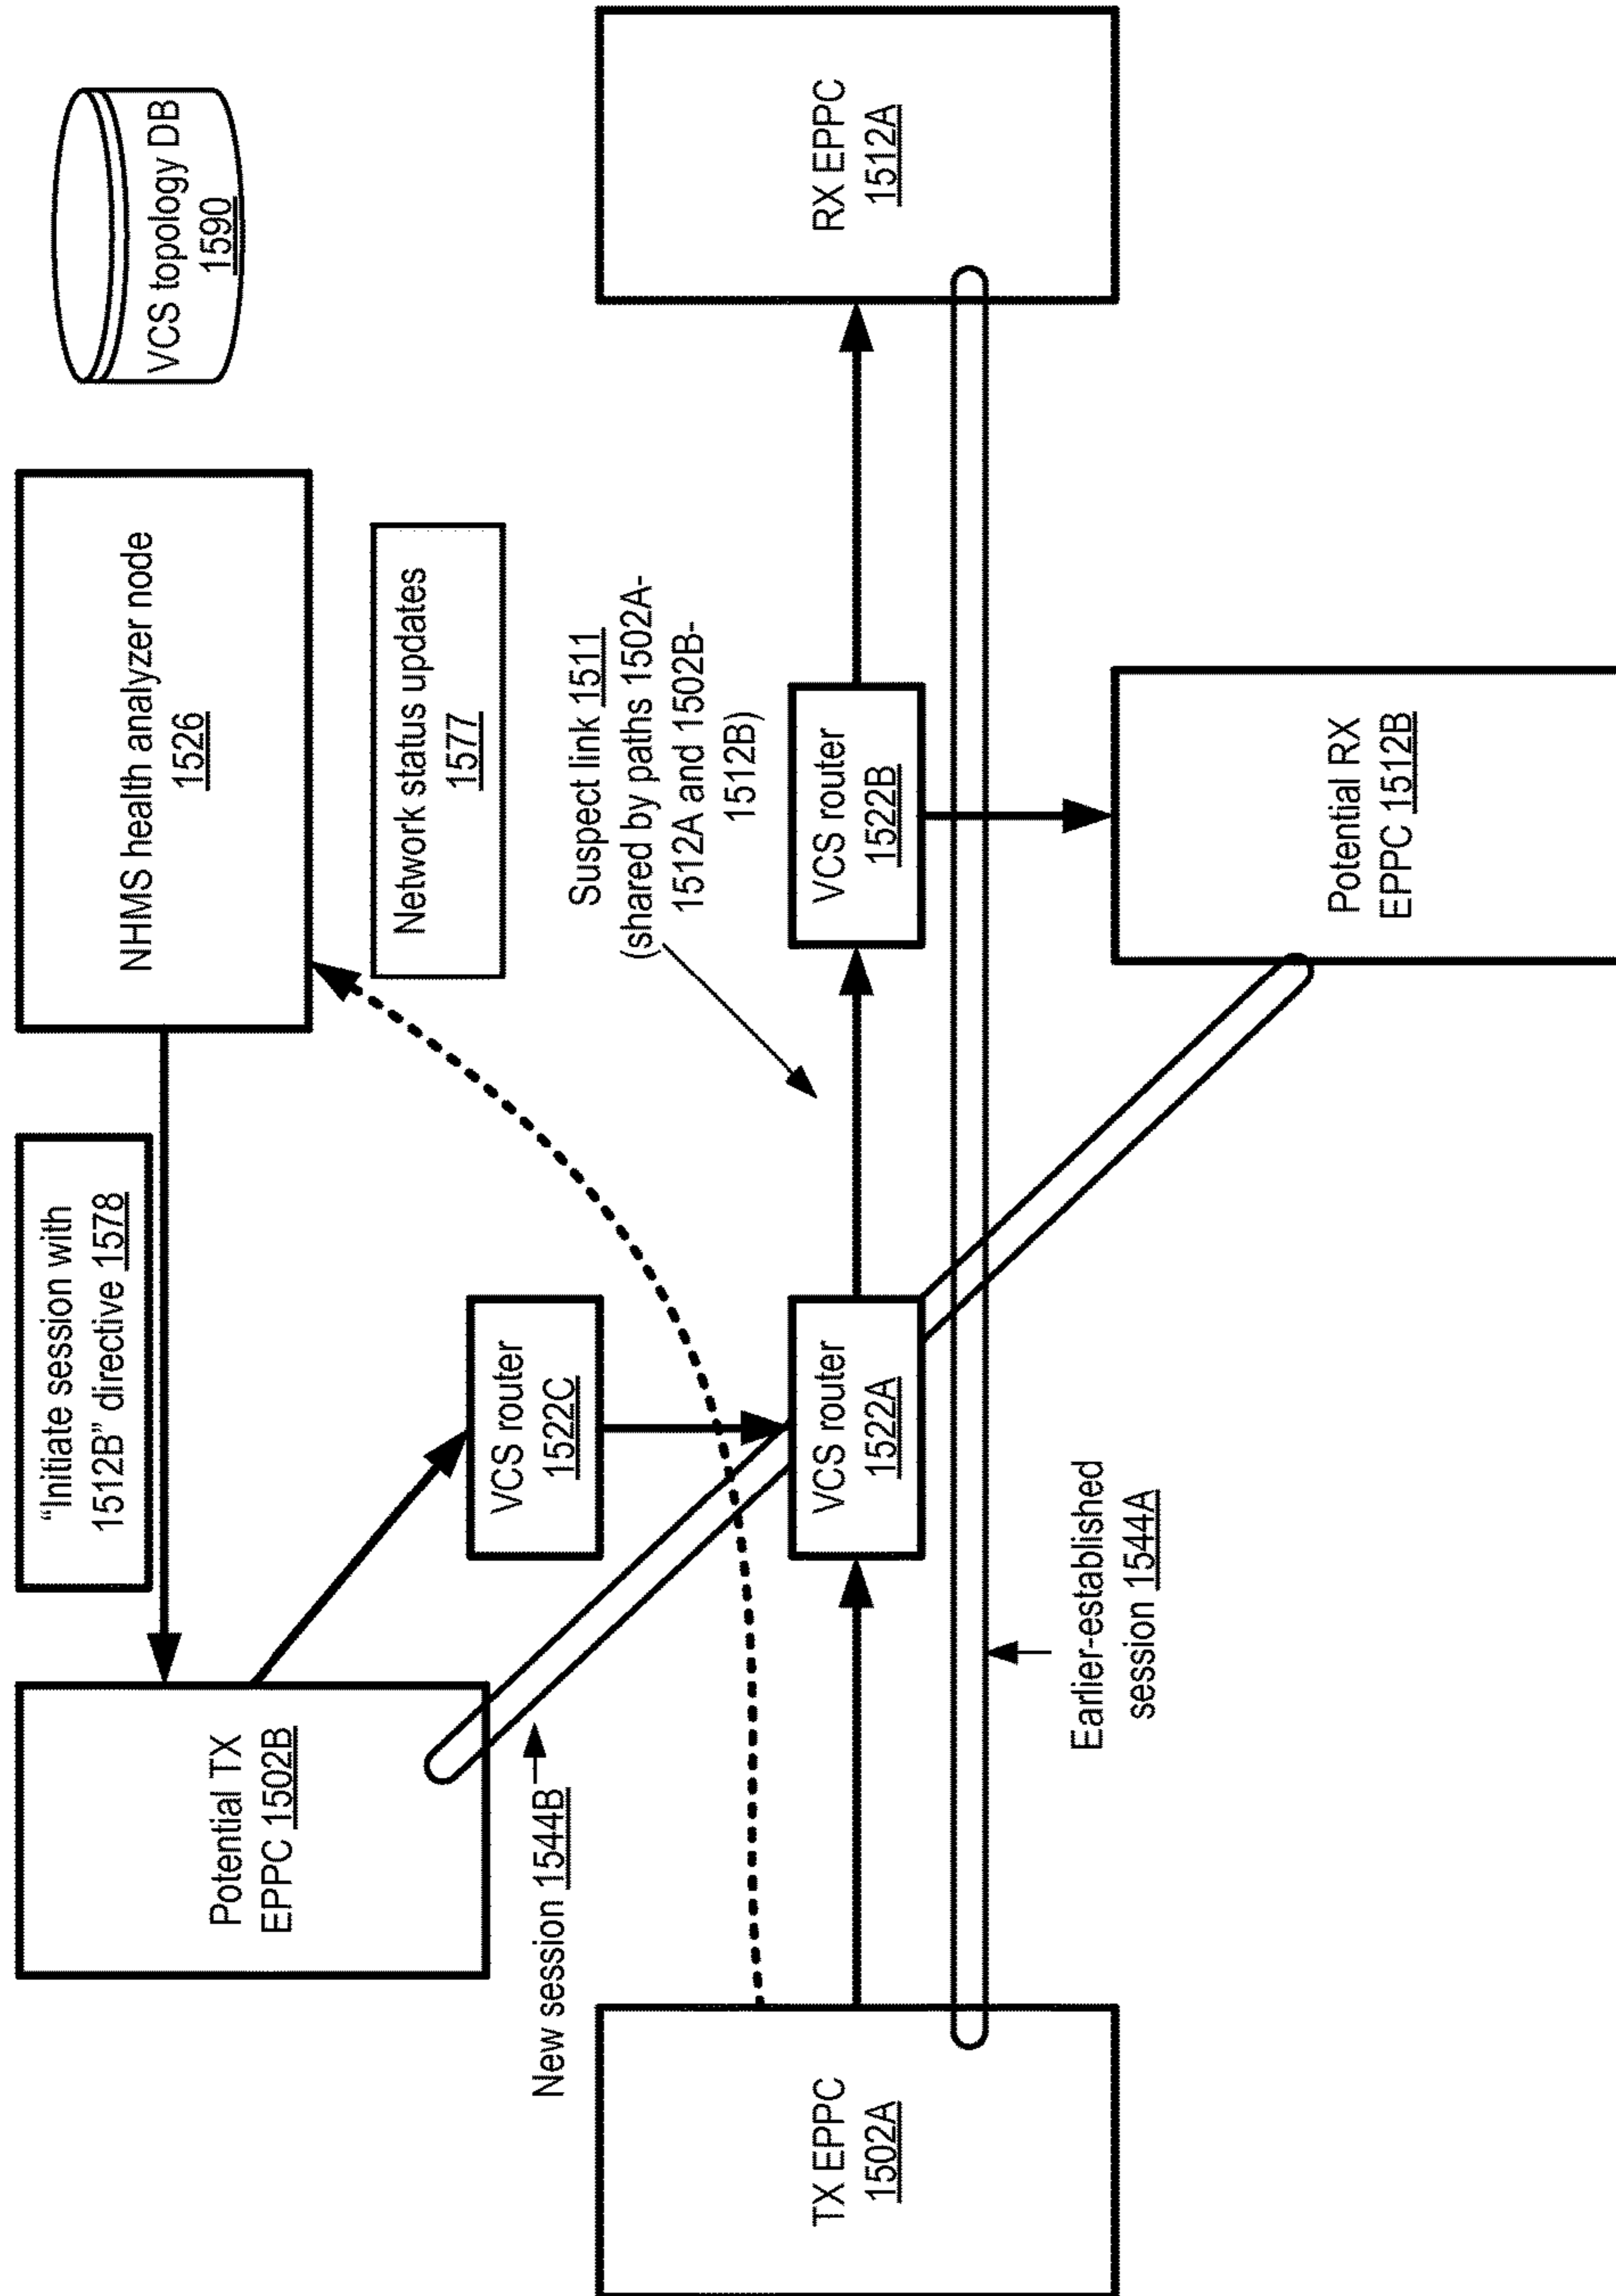 Potential TX
EPPC 1502B
"Initiate session with
1512B" directive 1578
NHMS health analyzer node
1526
VCS topology DB
1590
Network status updates
1577
New session 1544B
VCS router
1522C
Suspect link 1511
(shared by paths 1502A-
1512A and 1502B-
1512B)
TX EPPC
1502A
VCS router
1522A
VCS router
1522B
RX EPPC
1512A
Earlier-established
session 1544A
Potential RX
EPPC 1512B